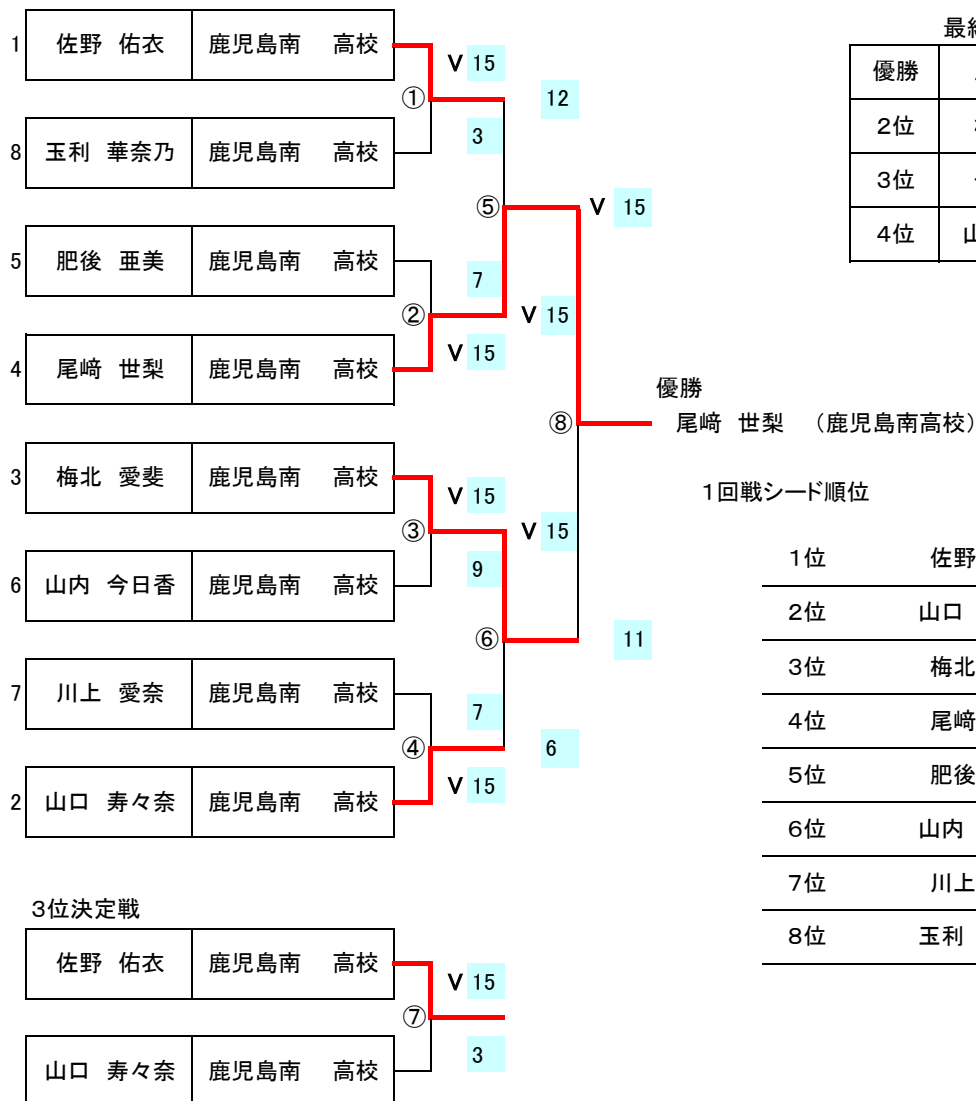 最終
優勝
2位
3位
4位 山
1 佐野 佑衣 鹿児島南 高校
V 15
① 12
3
8 玉利 華奈乃 鹿児島南 高校
⑤ V 15
5 肥後 亜美 鹿児島南 高校
7
② V 15
V 15
4 尾﨑 世梨 鹿児島南 高校
優勝
⑧ 尾﨑 世梨 （鹿児島南高校）
3 梅北 愛斐 鹿児島南 高校
V 15
③ V 15
9
6 山内 今日香 鹿児島南 高校
⑥ 11
7 川上 愛奈 鹿児島南 高校
7
④ 6
V 15
2 山口 寿々奈 鹿児島南 高校
1回戦シード順位
1位 佐野
2位 山口
3位 梅北
4位 尾﨑
5位 肥後
6位 山内
7位 川上
8位 玉利
3位決定戦
佐野 佑衣 鹿児島南 高校
V 15
⑦
3
山口 寿々奈 鹿児島南 高校